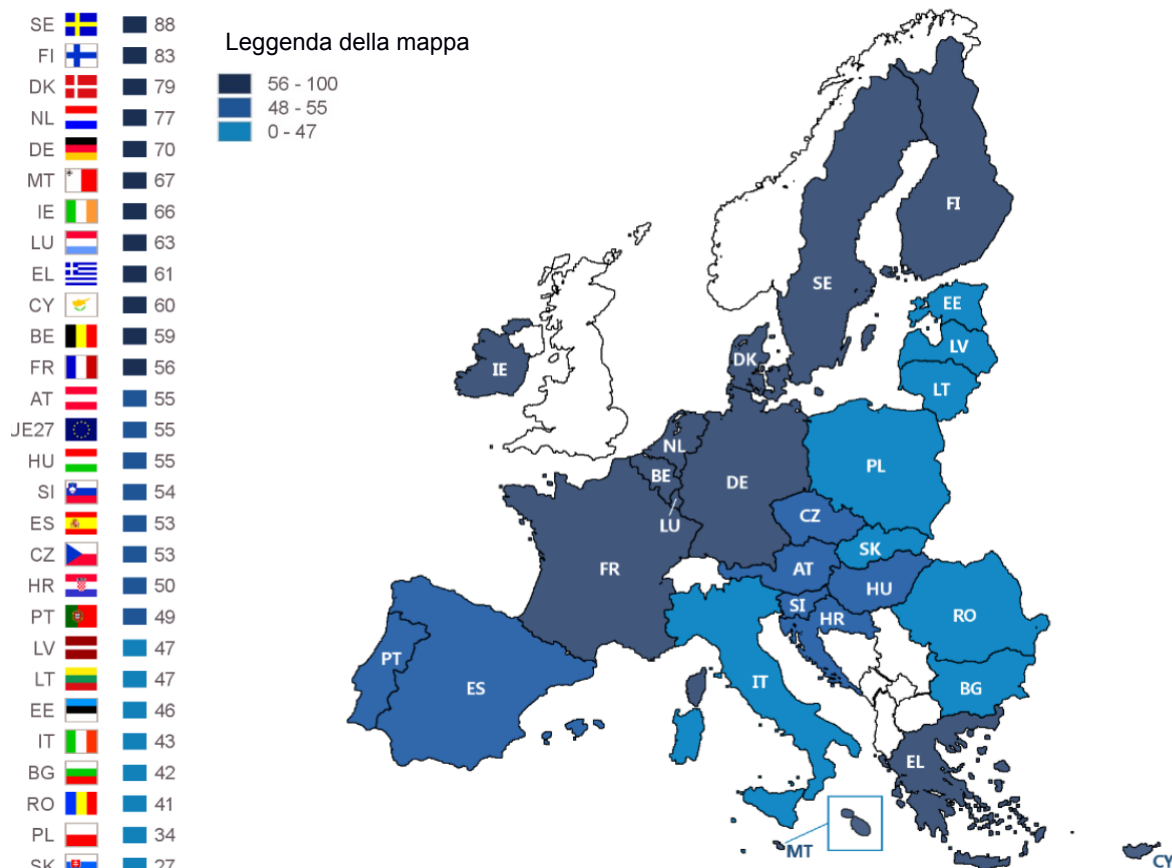 SE 88
FI 83
DK 79
NL 77
DE 70
MT 67
IE 66
LU 63
EL 61
CY 60
BE 59
FR 56
AT 55
JE27 55
HU 55
SI 54
ES 53
CZ 53
HR 50
PT 49
LV 47
LT 47
EE 46
IT 43
BG 42
RO 41
PL 34
SK 27
Leggenda della mappa
56 - 100
48 - 55
0 - 47
FI
SE
EE
LV
LT
DK
IE
NL
BE
LU
DE
PL
CZ
SK
FR
AT
HU
SI
HR
RO
PT
ES
IT
BG
EL
MT
CY